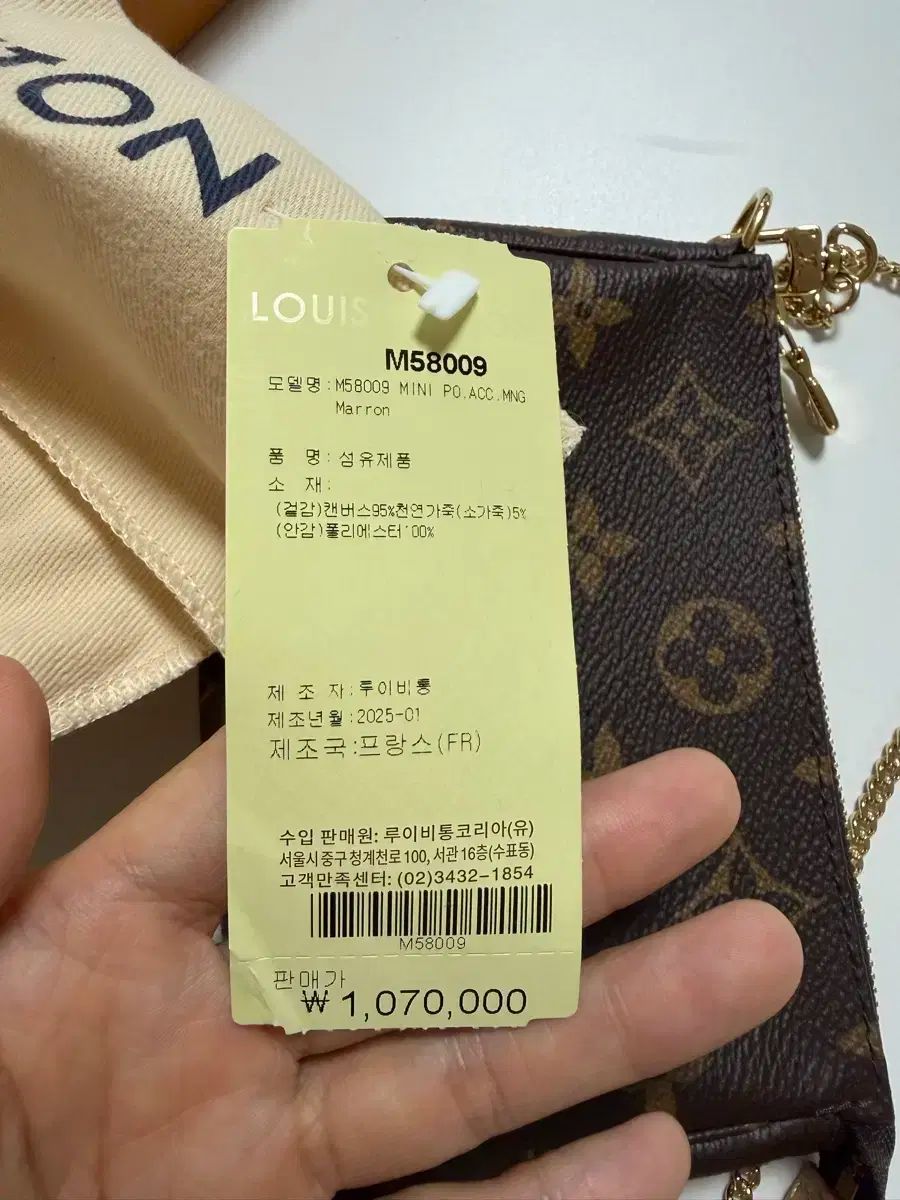 TON
LOUIS
M58009
모델명:M58009 MINI PO.ACC.MNG
Marron
품 명: 섬유제품
소 재:
(겉감)캔버스95%천연가죽(소가죽)5%
(안감)폴리에스터100%
제 조 자:루이비통
제조년월:2025-01
제조국:프랑스(FR)
수입 판매원: 루이비통코리아(유)
서울시중구청계천로100, 서관16층(수표동)
고객만족센터: (02)3432-1854
M58009
판매가
₩ 1,070,000